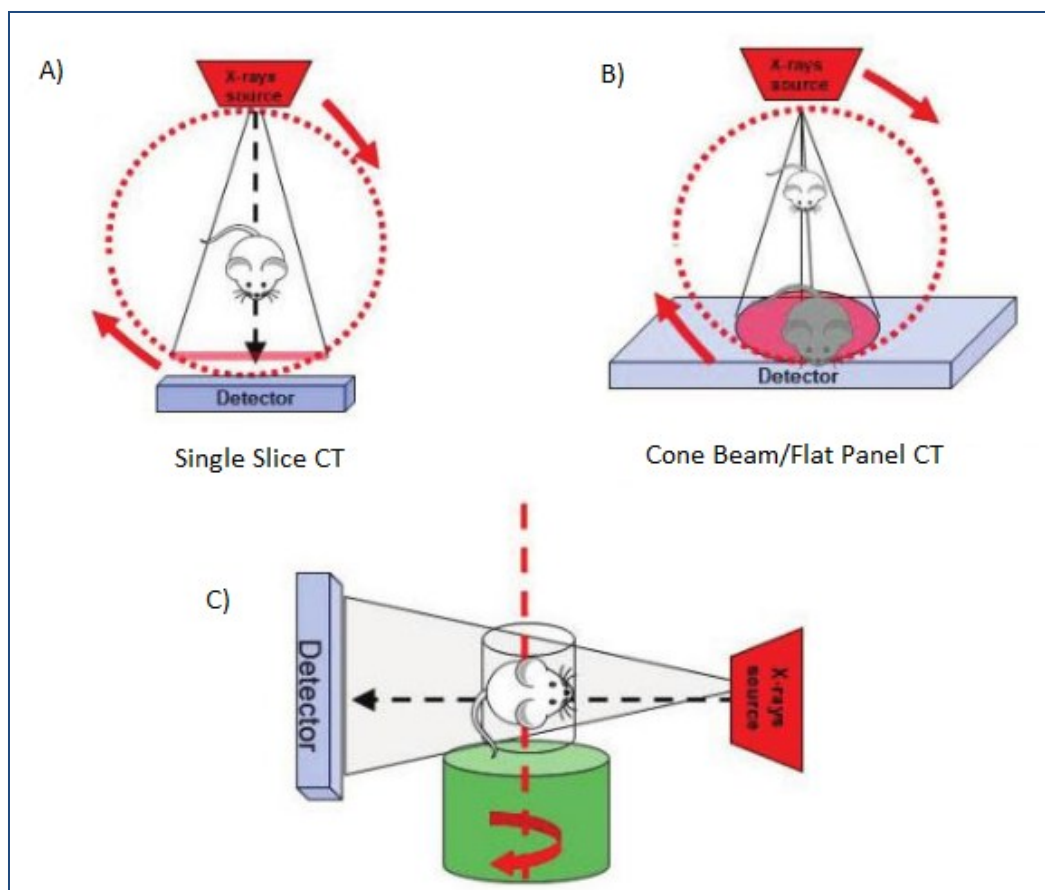 A)
X-rays
source
Detector
Single Slice CT
B)
X-rays
source
Detector
Cone Beam/Flat Panel CT
C)
Detector
X-rays
source